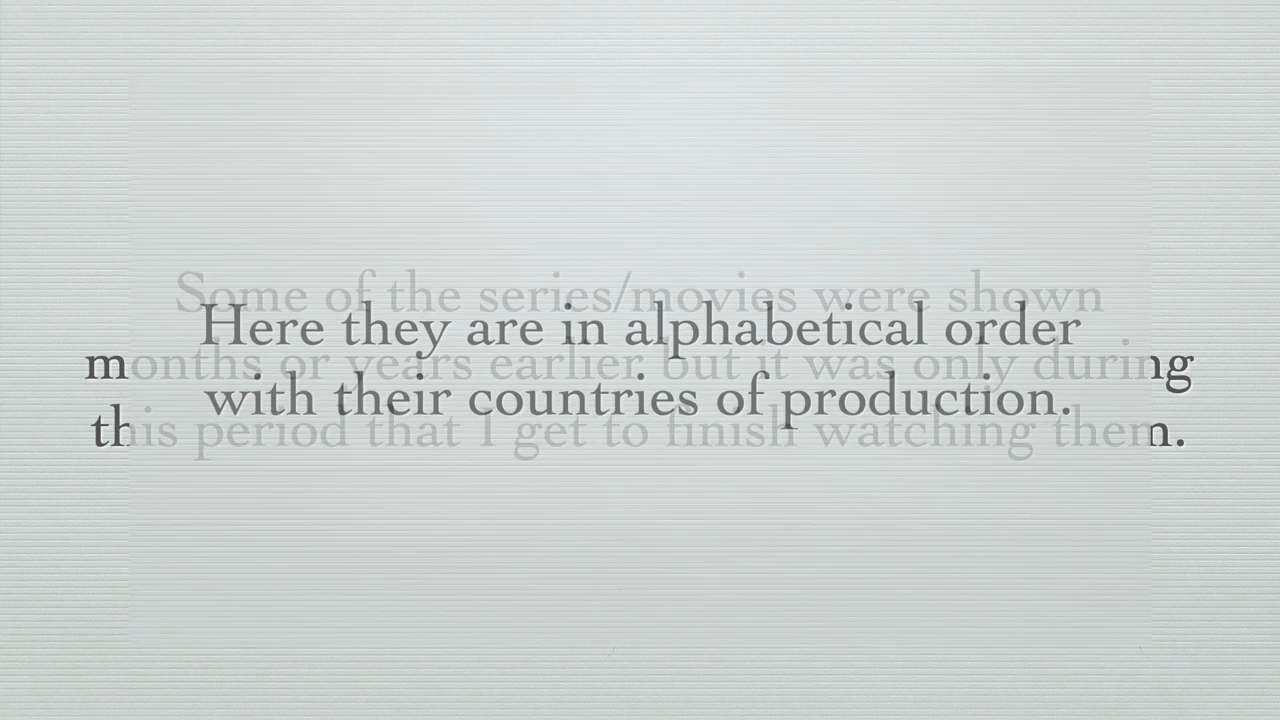 Some of the series/movies were shown
months or years earlier but it was only during
this period that I get to finish watching them.
Here they are in alphabetical order
with their countries of production.